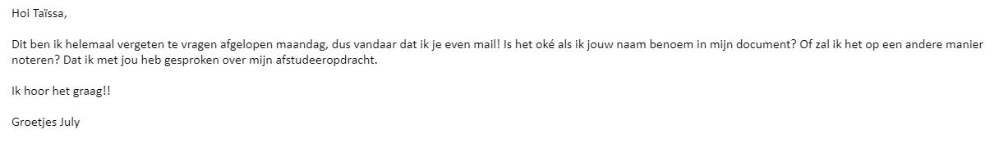 Hoi Taïssa,
Dit ben ik helemaal vergeten te vragen afgelopen maandag, dus vandaar dat ik je even mail! Is het oké als ik jouw naam benoem in mijn document? Of zal ik het op een andere manier
noteren? Dat ik met jou heb gesproken over mijn afstudeeropdracht.
Ik hoor het graag!!
Groetjes July